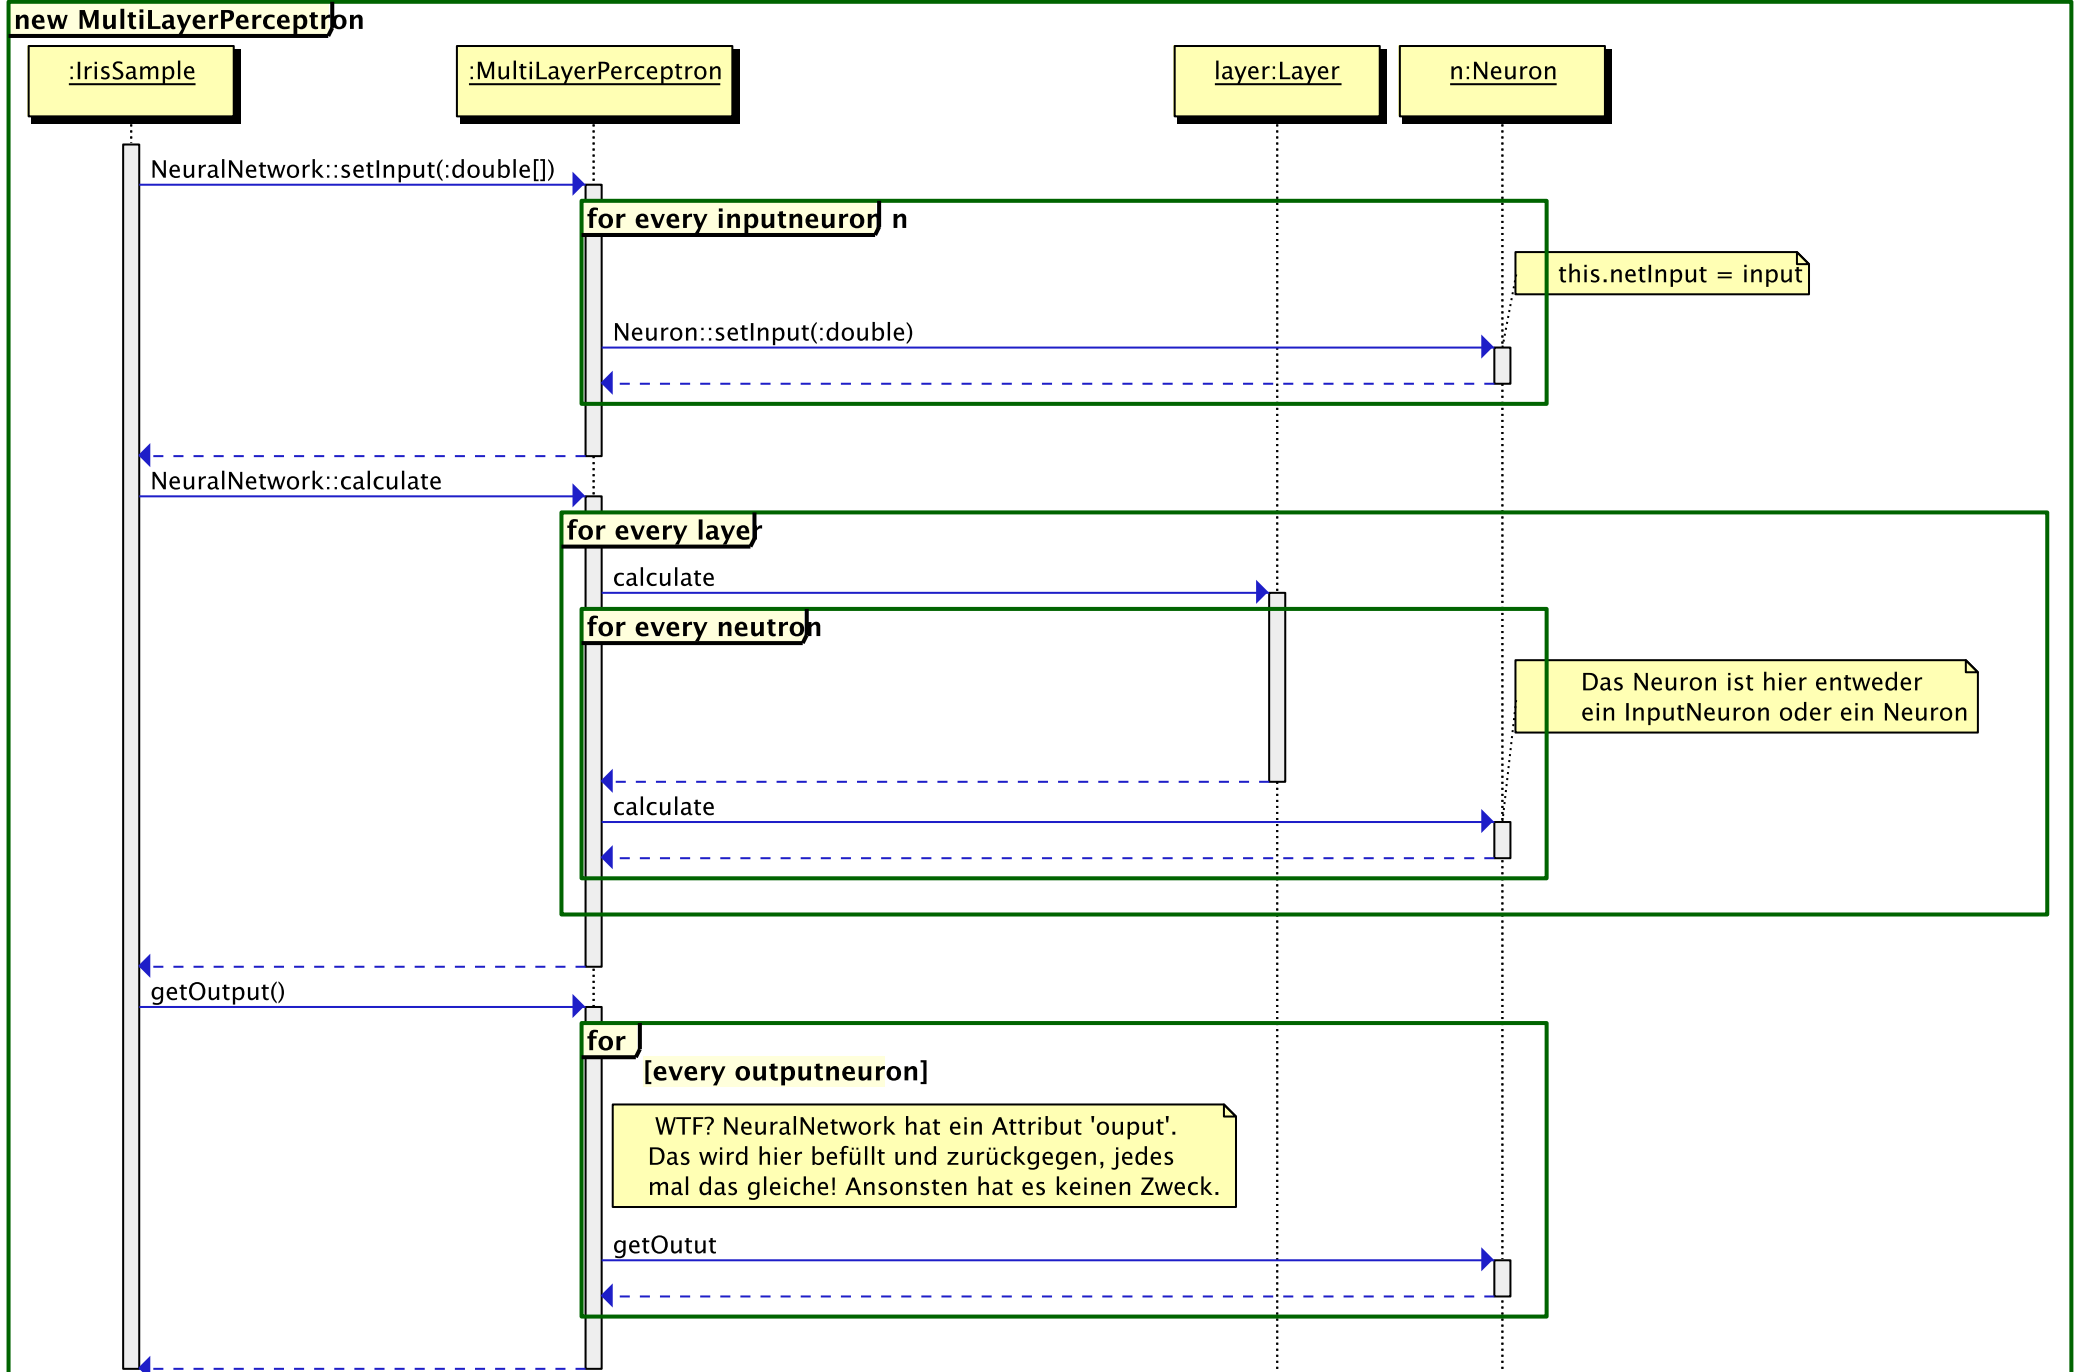 new MultiLayerPerceptron
:IrisSample
:MultiLayerPerceptron
layer:Layer
n:Neuron
NeuralNetwork::setInput(:double[])
for every inputneuron n
this.netInput = input
Neuron::setInput(:double)
NeuralNetwork::calculate
for every layer
calculate
for every neutron
Das Neuron ist hier entweder
ein InputNeuron oder ein Neuron
calculate
getOutput()
for
[every outputneuron]
WTF? NeuralNetwork hat ein Attribut 'ouput'.
Das wird hier befüllt und zurückgegen, jedes
mal das gleiche! Ansonsten hat es keinen Zweck.
getOutut